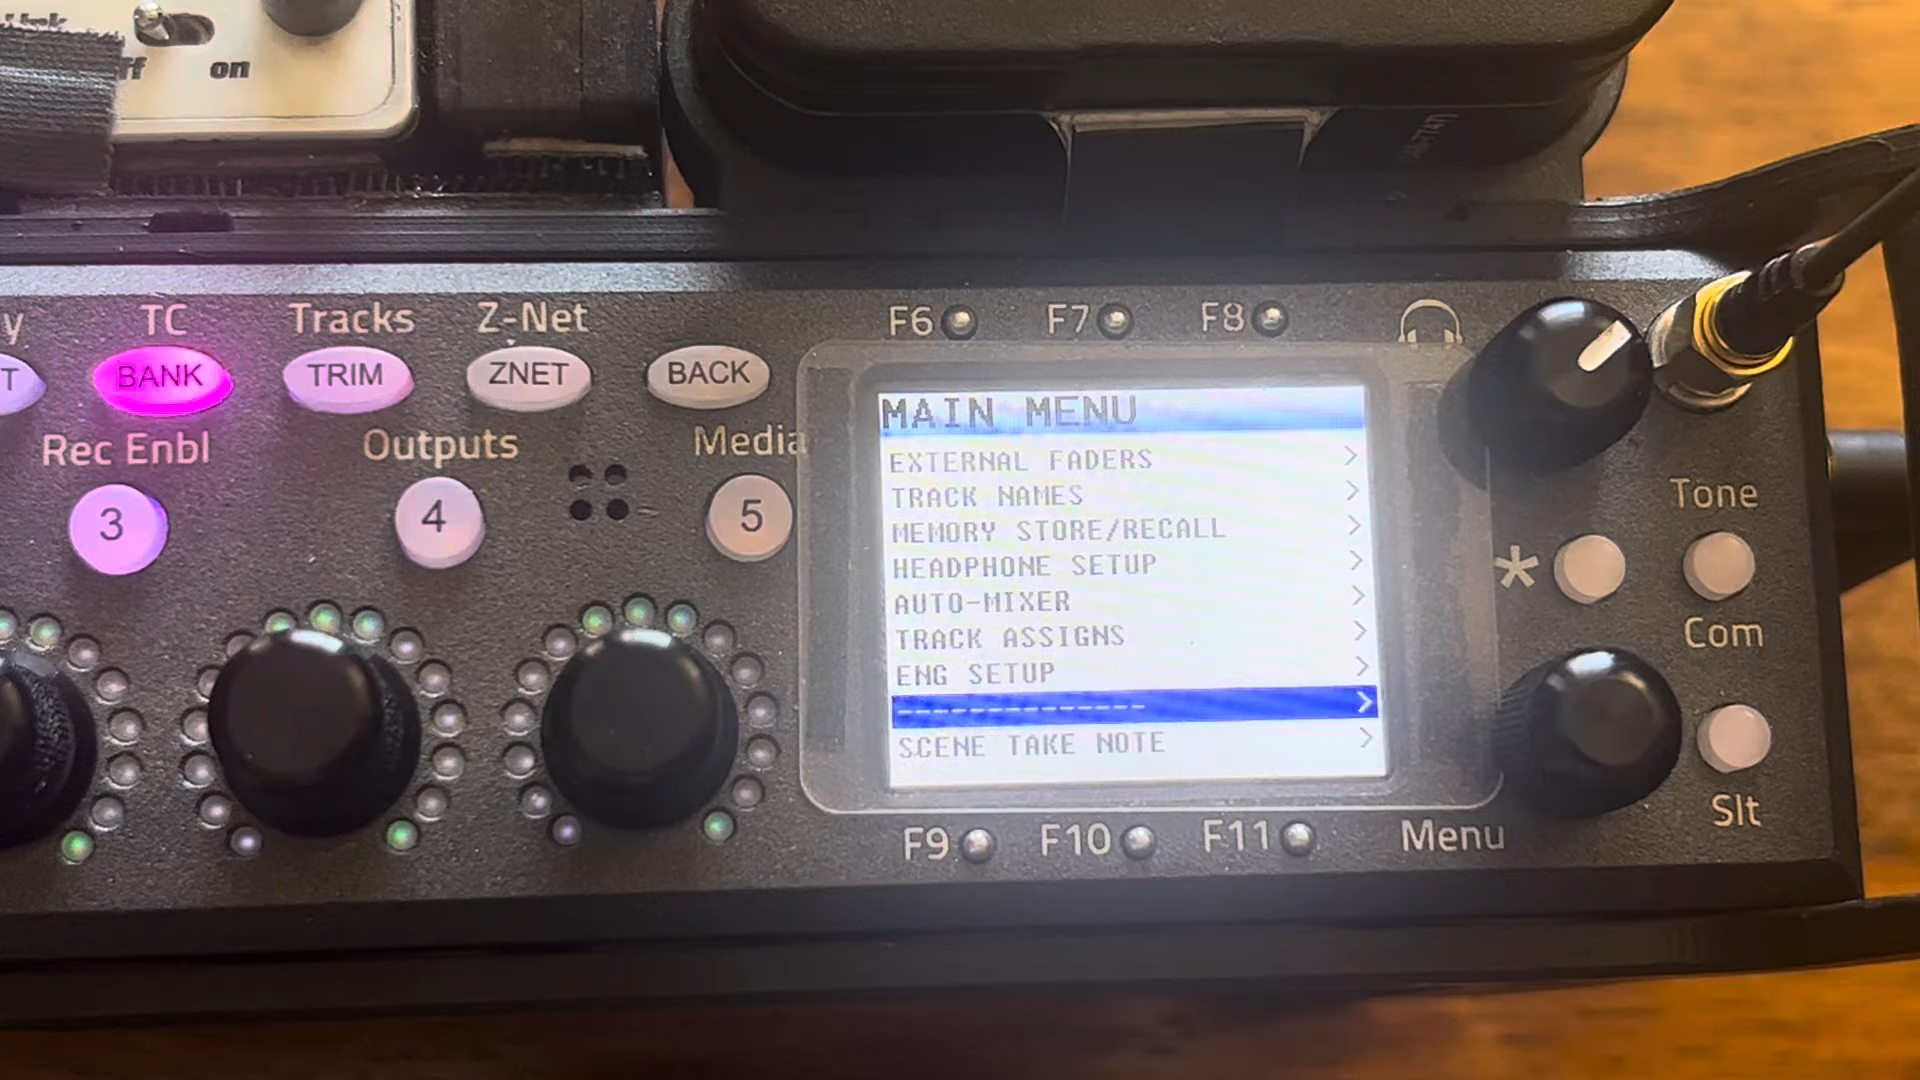 on
TC
Tracks
Z-Net
BANK
TRIM
ZNET
BACK
F6
F7
F8
Rec Enbl
Outputs
Media
3
4
5
MAIN MENU
EXTERNAL FADERS >
TRACK NAMES >
MEMORY STORE/RECALL >
HEADPHONE SETUP >
AUTO-MIXER >
TRACK ASSIGNS >
ENG SETUP >
-------------- >
SCENE TAKE NOTE >
Tone
*
Com
Slt
F9
F10
F11
Menu